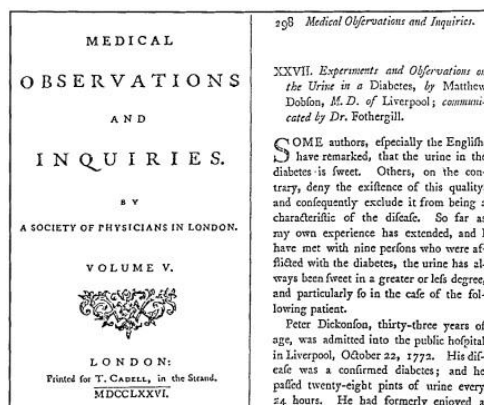 MEDICAL
OBSERVATIONS
AND
INQUIRIES.
BY
A SOCIETY OF PHYSICIANS IN LONDON.
VOLUME V.
LONDON:
Printed for T. CADELL, in the Strand.
MDCCLXXVI.
298 Medical Obſervations and Inquiries.
XXVII. Experiments and Obſervations on
the Urine in a Diabetes, by Matthew
Dobſon, M. D. of Liverpool; communi-
cated by Dr. Fothergill.
SOME authors, eſpecially the Engliſh
have remarked, that the urine in the
diabetes is ſweet. Others, on the con-
trary, deny the exiſtence of this quality
and conſequently exclude it from being a
characteriſtic of the diſeaſe. So far as
my own experience has extended, and I
have met with nine perſons who were af-
flicted with the diabetes, the urine has al-
ways been ſweet in a greater or leſs degree,
and particularly ſo in the caſe of the fol-
lowing patient.
Peter Dickonſon, thirty-three years of
age, was admitted into the public hoſpital
in Liverpool, October 22, 1772. His diſ-
eaſe was a confirmed diabetes; and he
paſſed twenty-eight pints of urine every
24 hours. He had formerly enjoyed a